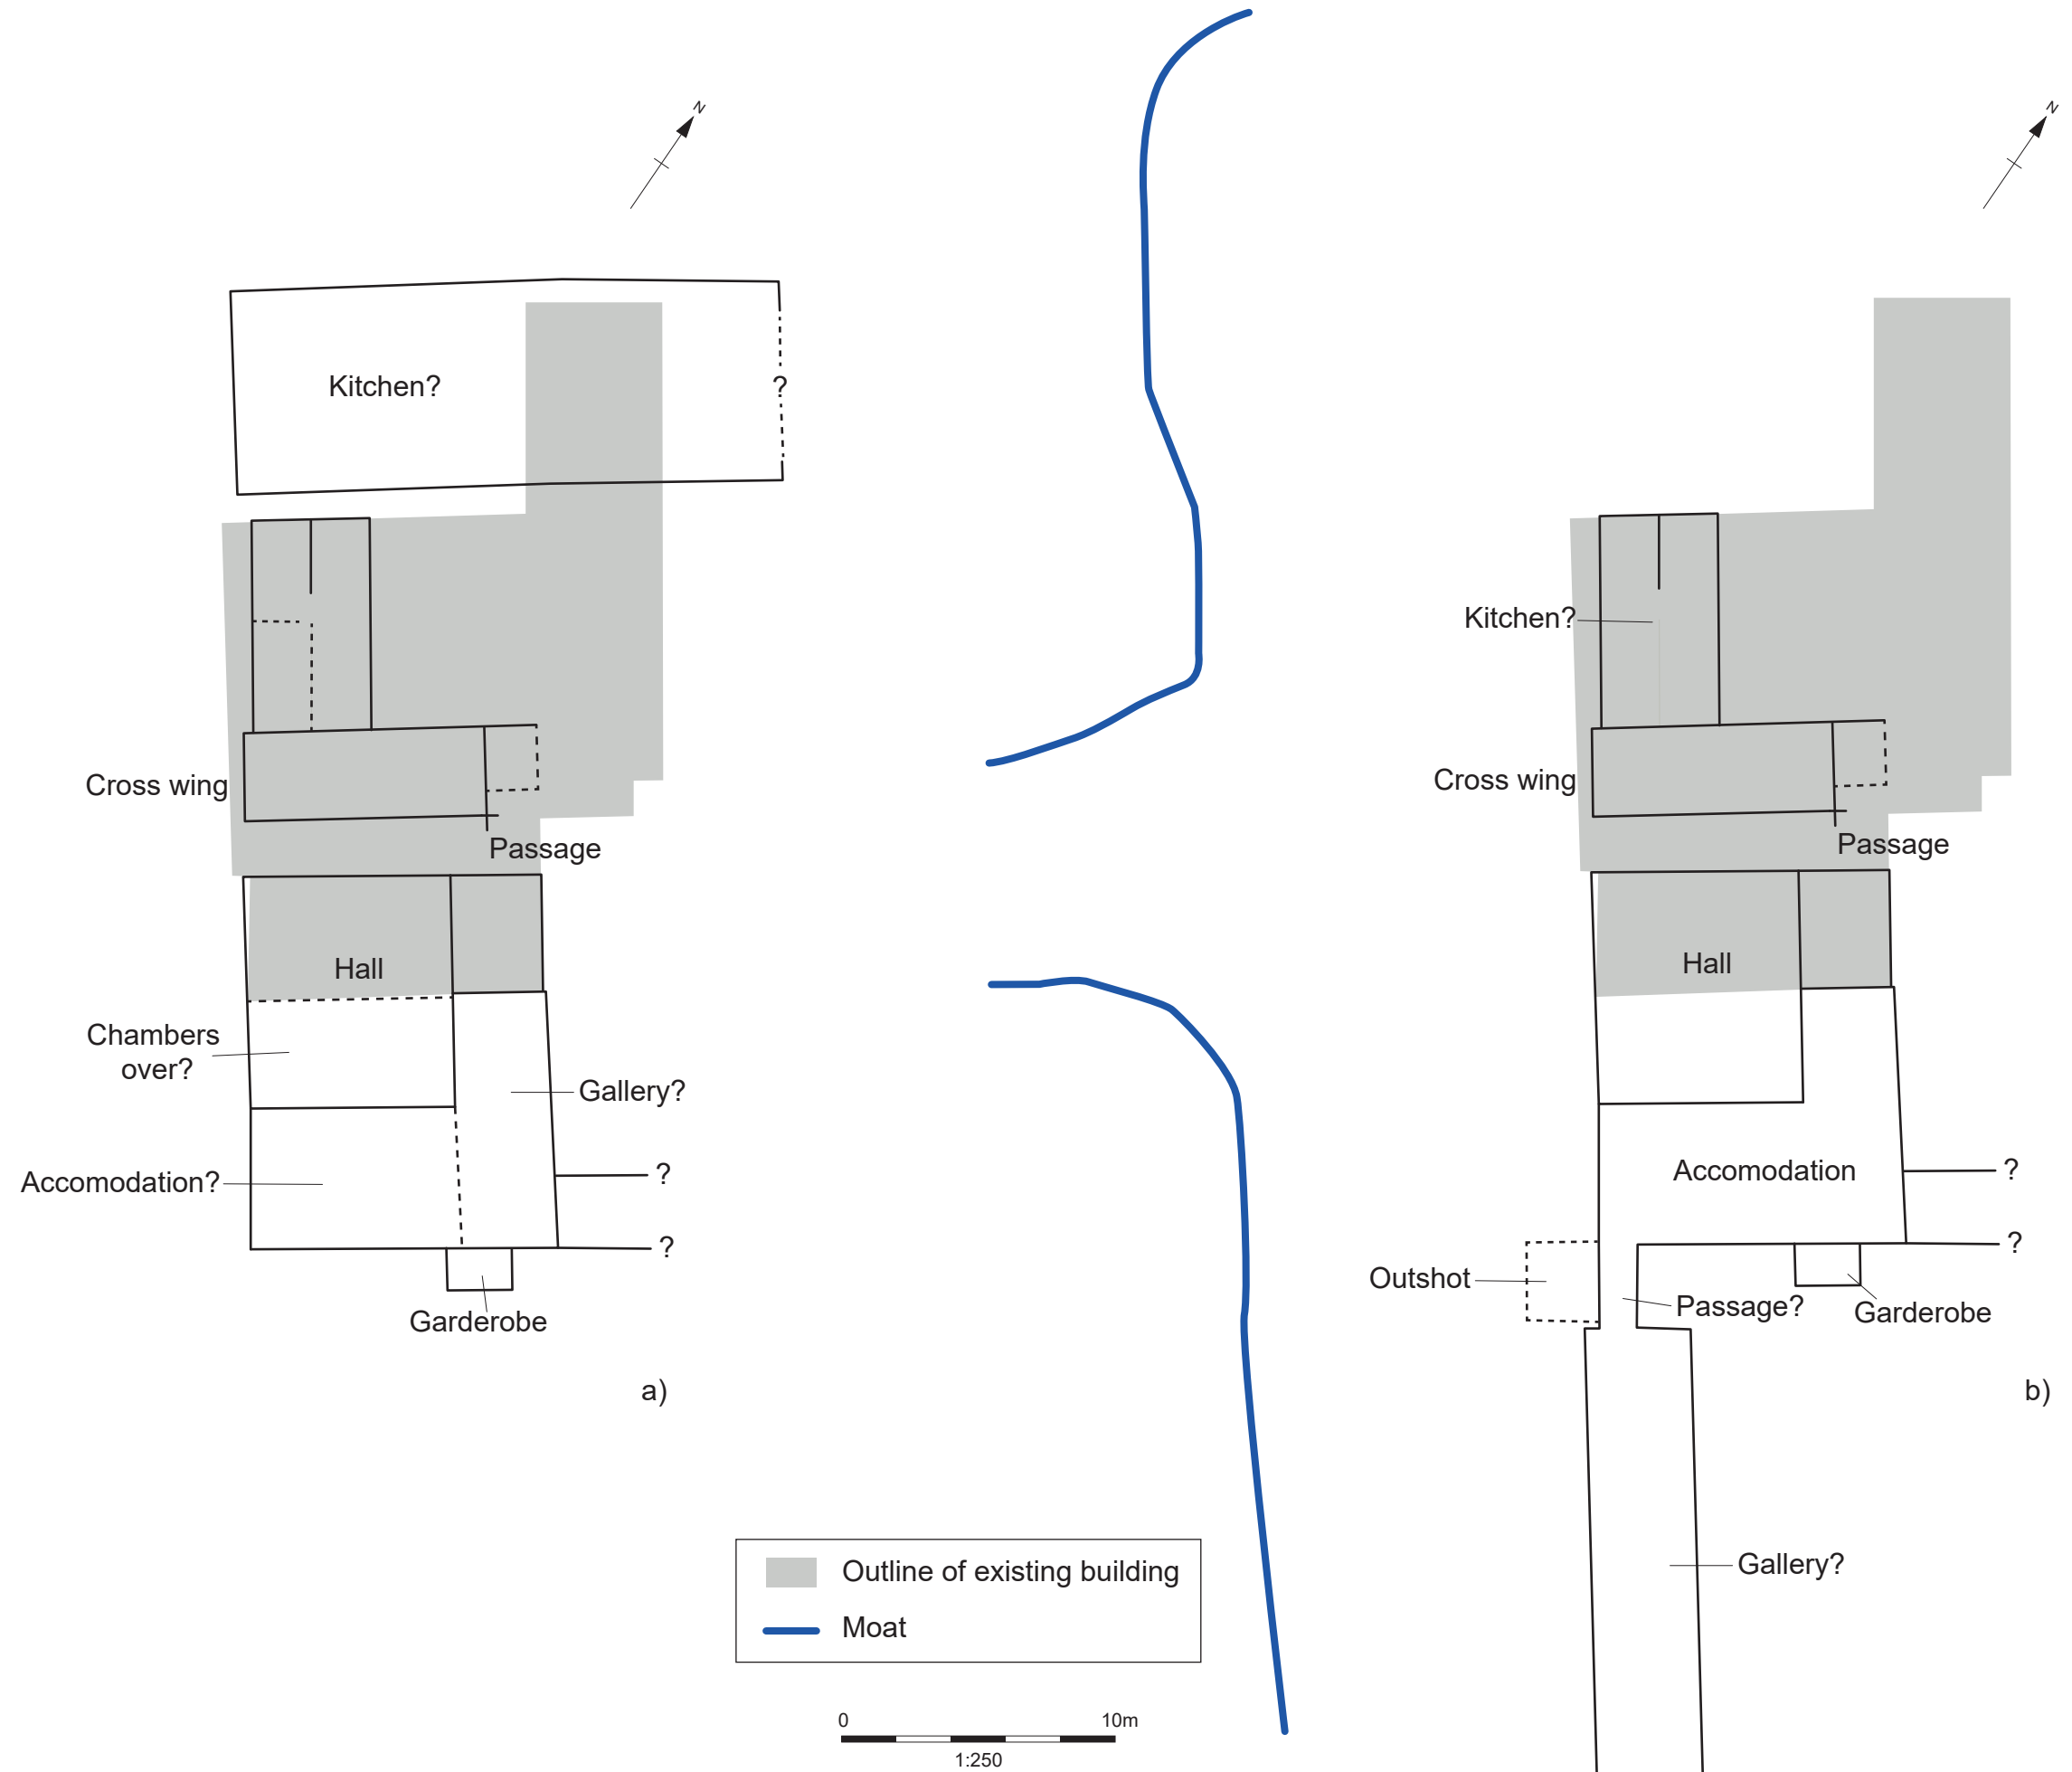 N
Kitchen?
?
Cross wing
Passage
Hall
Chambers
over?
Gallery?
Accomodation?
?
?
Garderobe
a)
N
Kitchen?
Cross wing
Passage
Hall
Accomodation
?
?
Outshot
Passage?
Garderobe
b)
Gallery?
Outline of existing building
Moat
0 10m
1:250